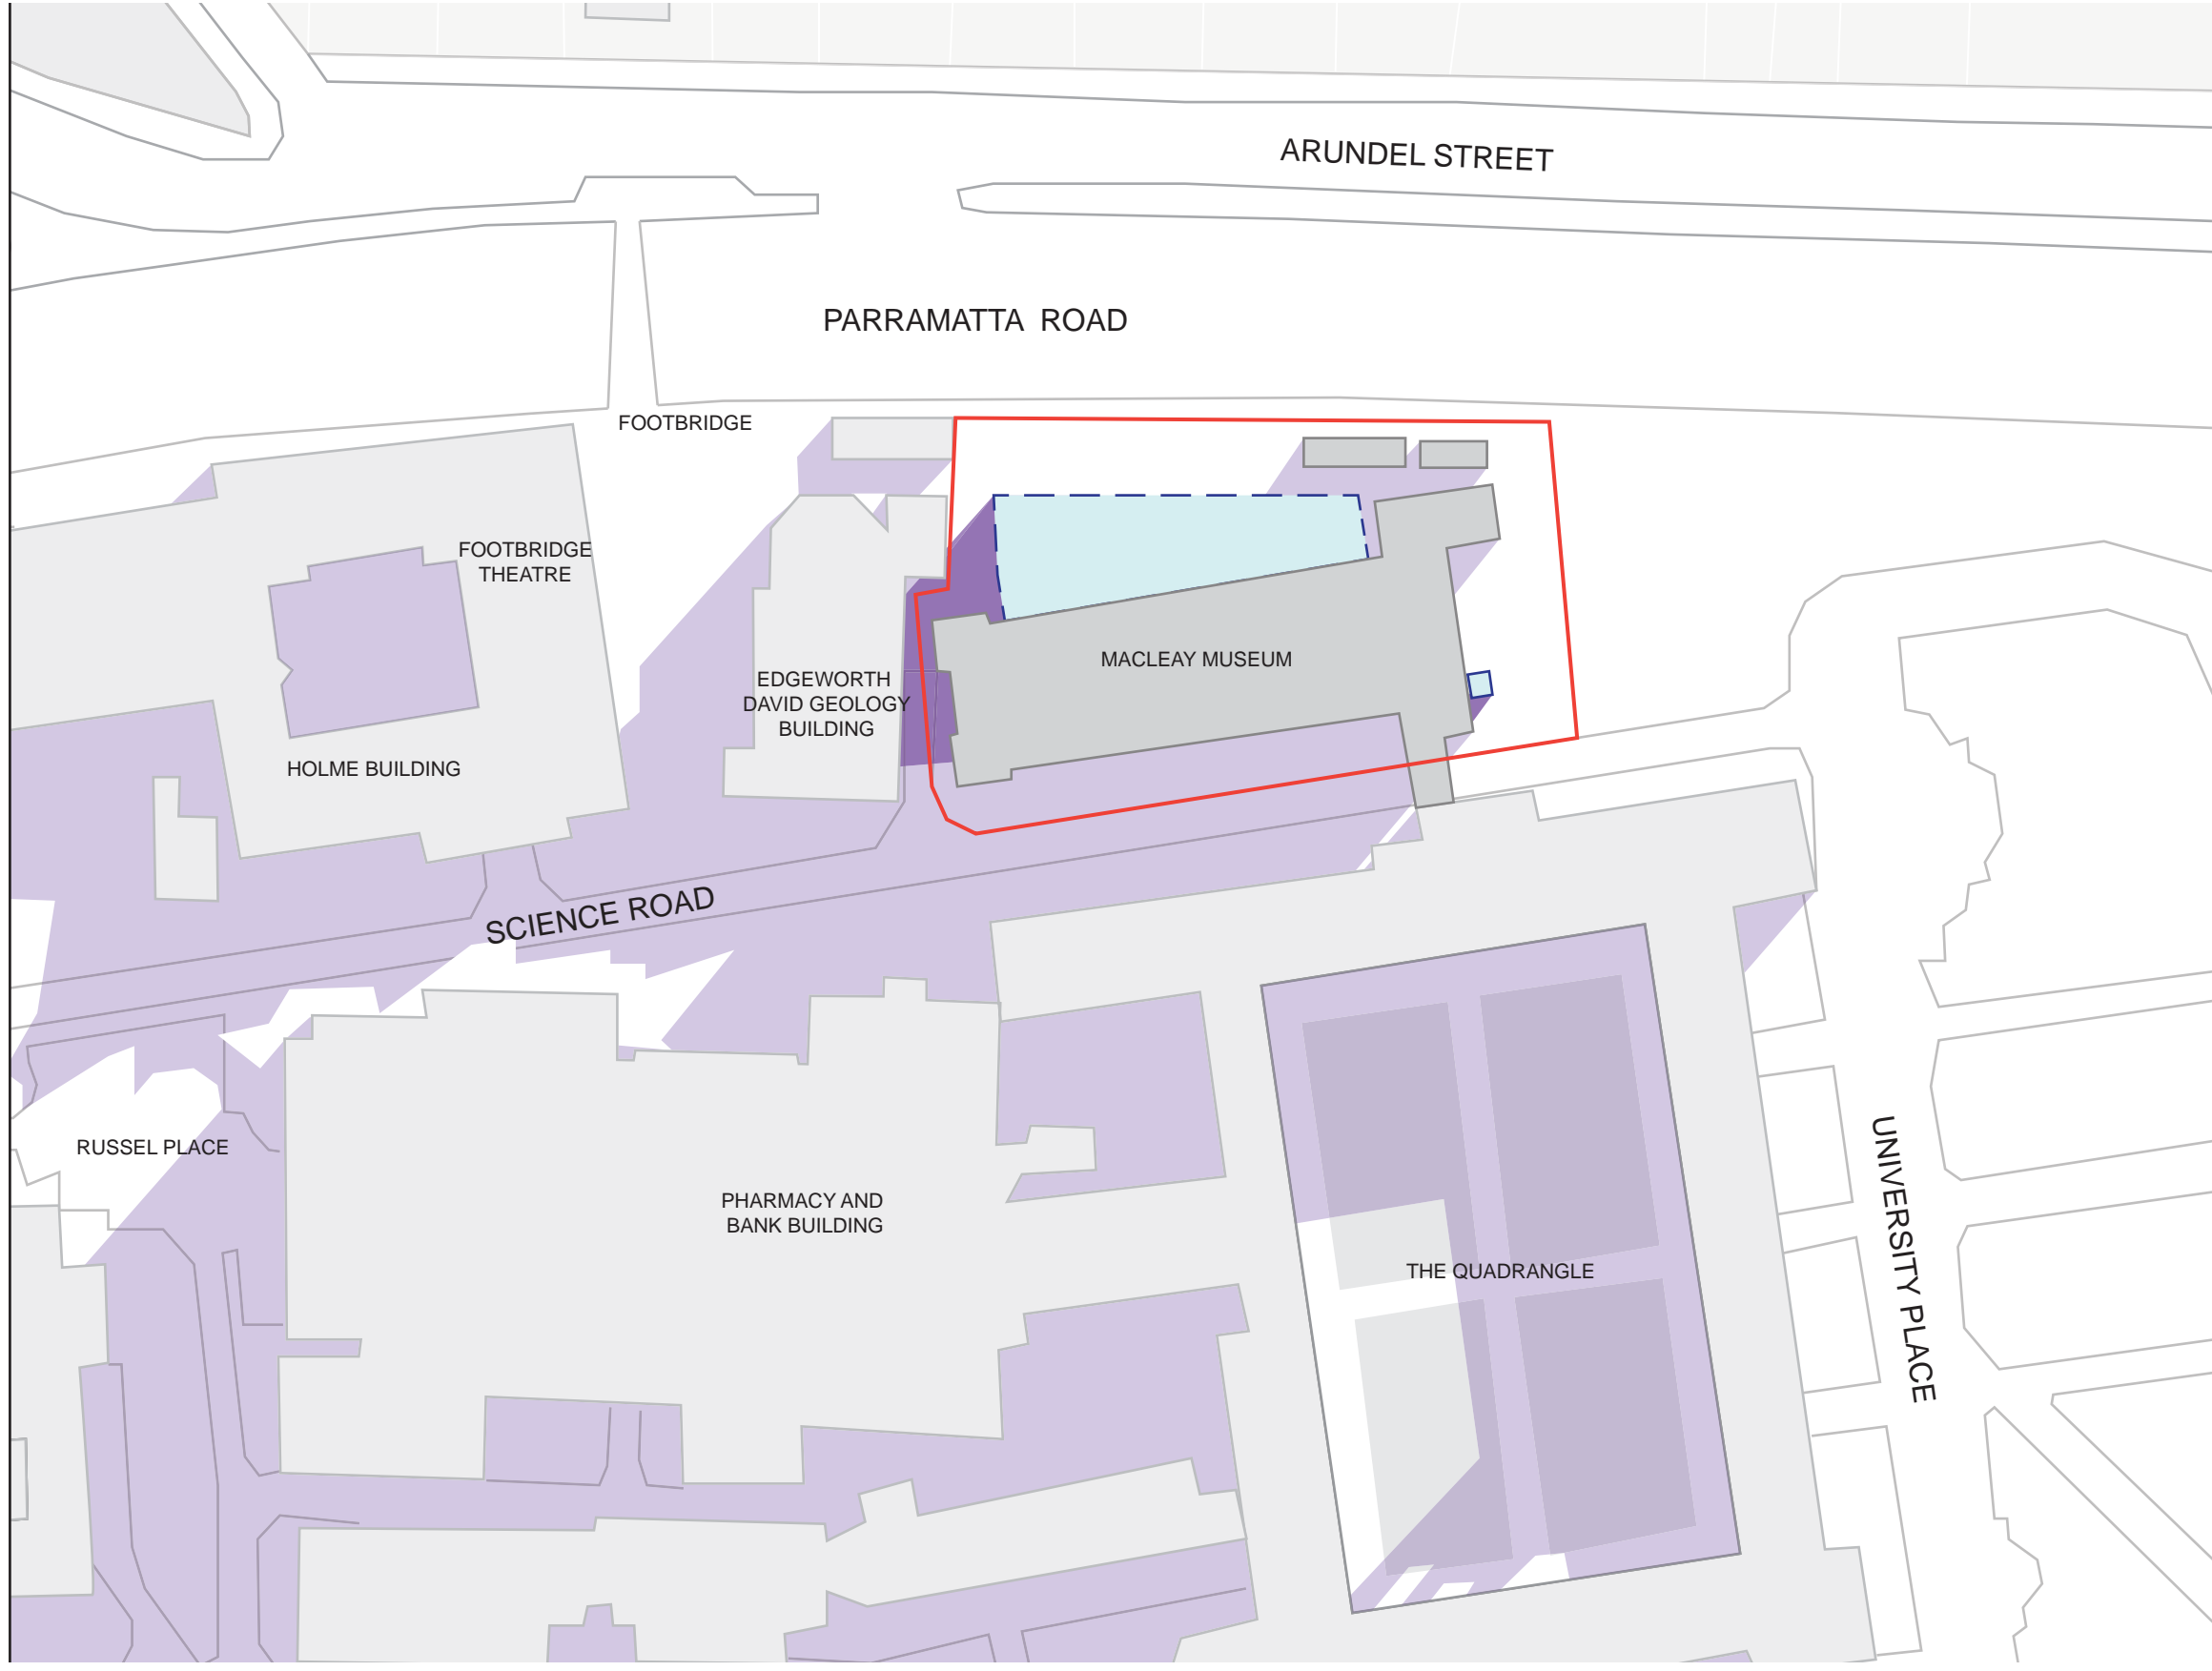 ARUNDEL STREET
PARRAMATTA ROAD
FOOTBRIDGE
FOOTBRIDGE
THEATRE
MACLEAY MUSEUM
EDGEWORTH
DAVID GEOLOGY
BUILDING
HOLME BUILDING
SCIENCE ROAD
RUSSEL PLACE
PHARMACY AND
BANK BUILDING
THE QUADRANGLE
UNIVERSITY PLACE